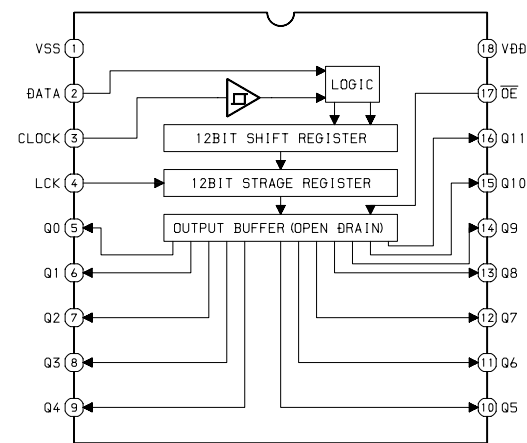 VSS 1 18 VDD
DATA 2 LOGIC 17 OE
CLOCK 3 12BIT SHIFT REGISTER 16 Q11
LCK 4 12BIT STRAGE REGISTER 15 Q10
Q0 5 OUTPUT BUFFER (OPEN DRAIN) 14 Q9
Q1 6 13 Q8
Q2 7 12 Q7
Q3 8 11 Q6
Q4 9 10 Q5